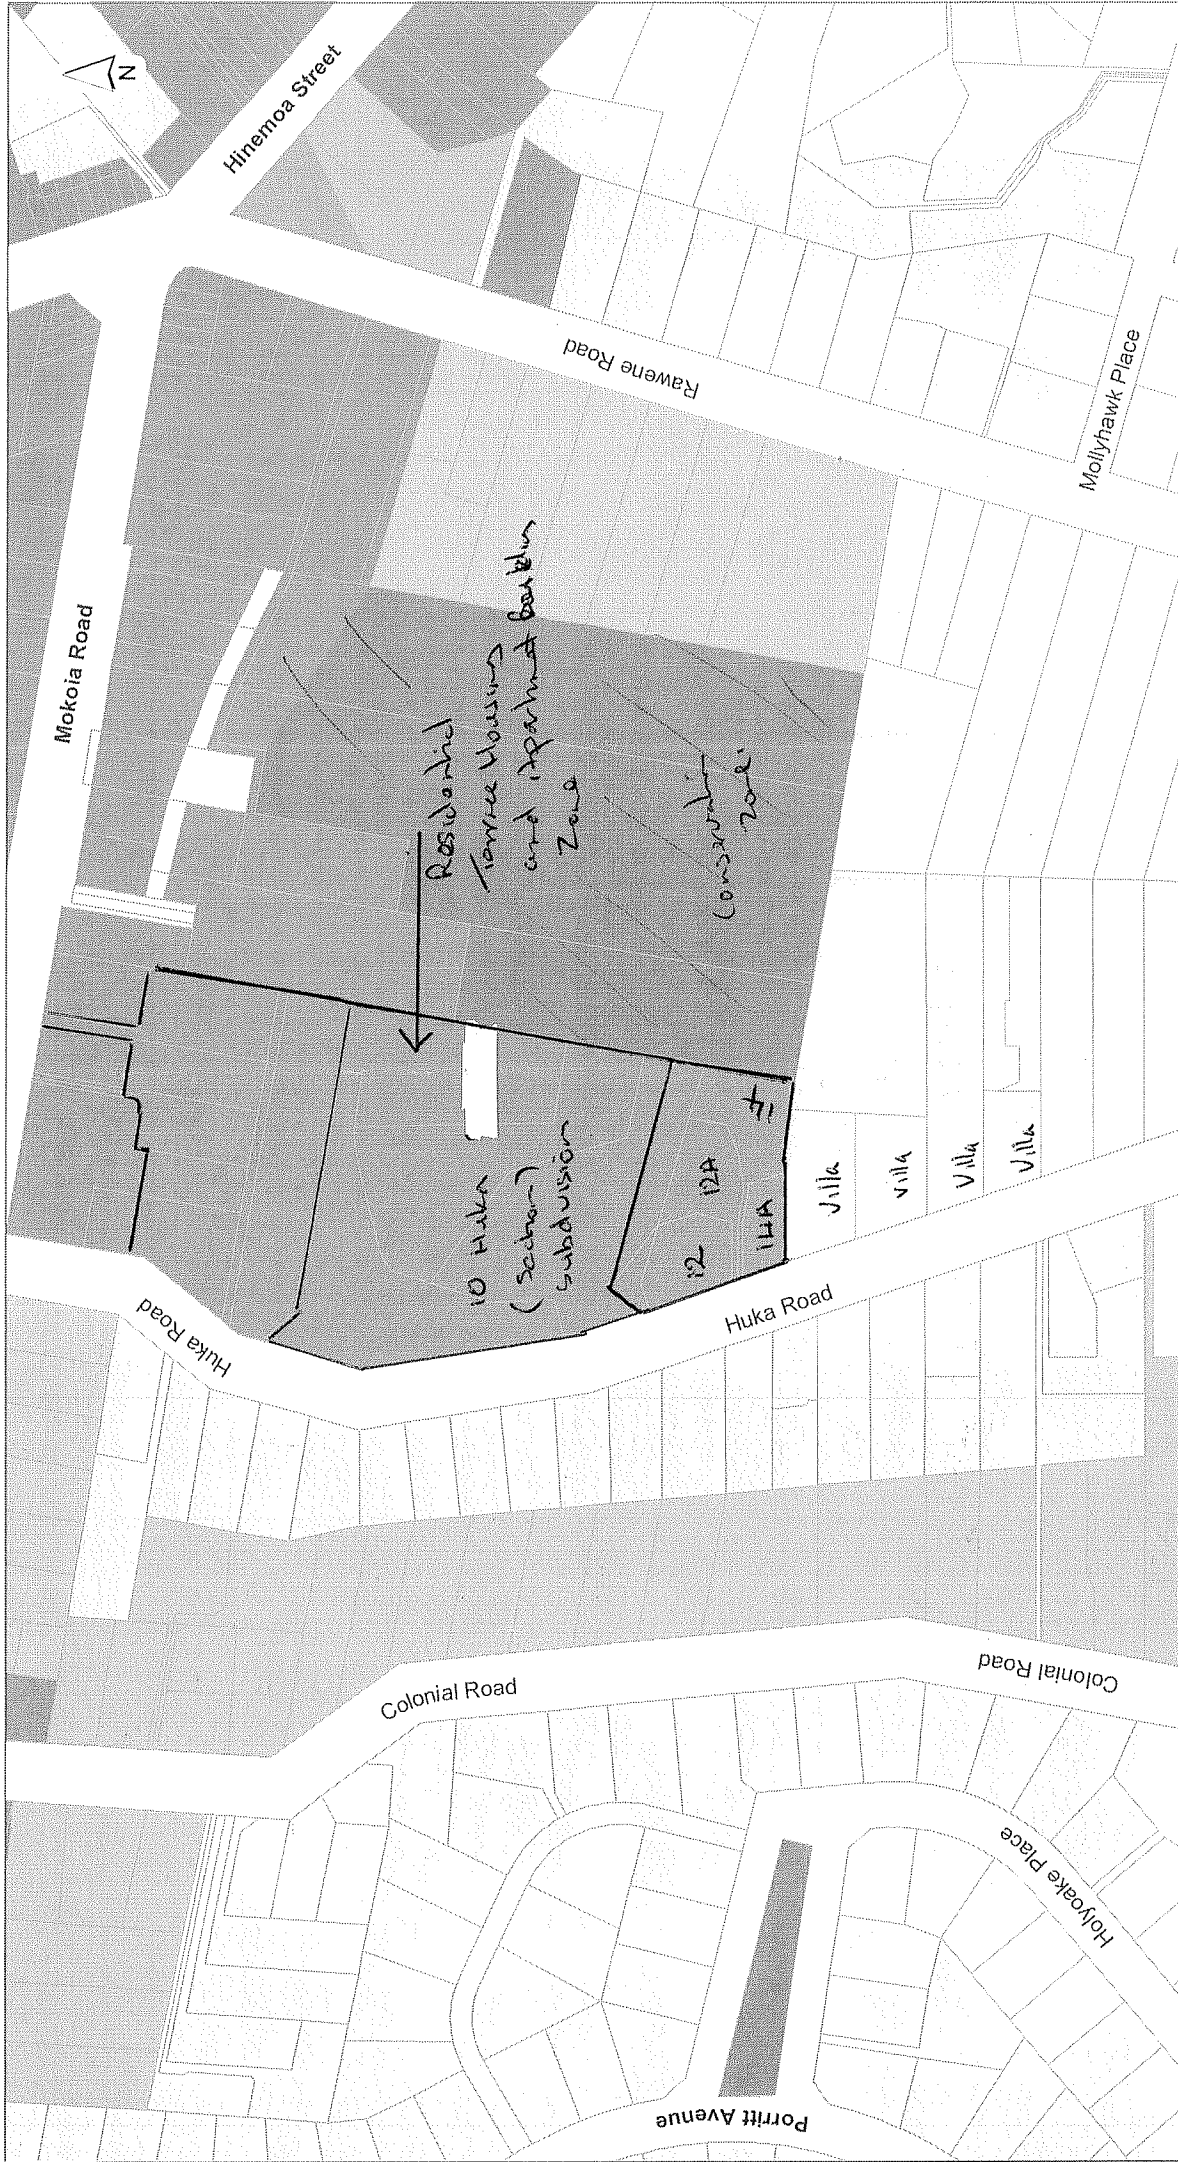 N
Hinemoa Street
Mokoia Road
Rawene Road
Mollyhawk Place
Residential
Terrace Housing
and Apartment
Zone
Conservation
zone.
10 Huka
(Section)
subdivision
12
12A
14A
14
Villa
Villa
Villa
Villa
Huka Road
Huka Road
Colonial Road
Colonial Road
Holyoake Place
Porritt Avenue